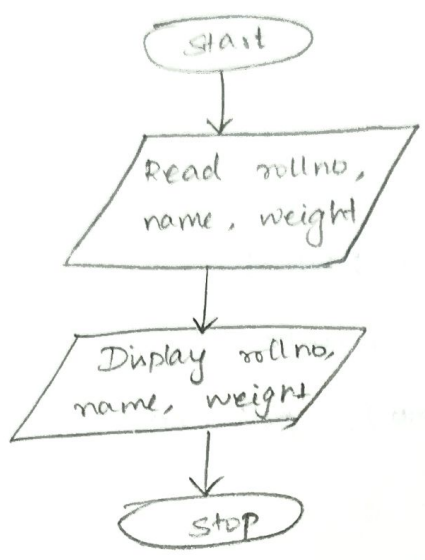 Start
Read rollno,
name, weight
Display rollno,
name, weight
Stop